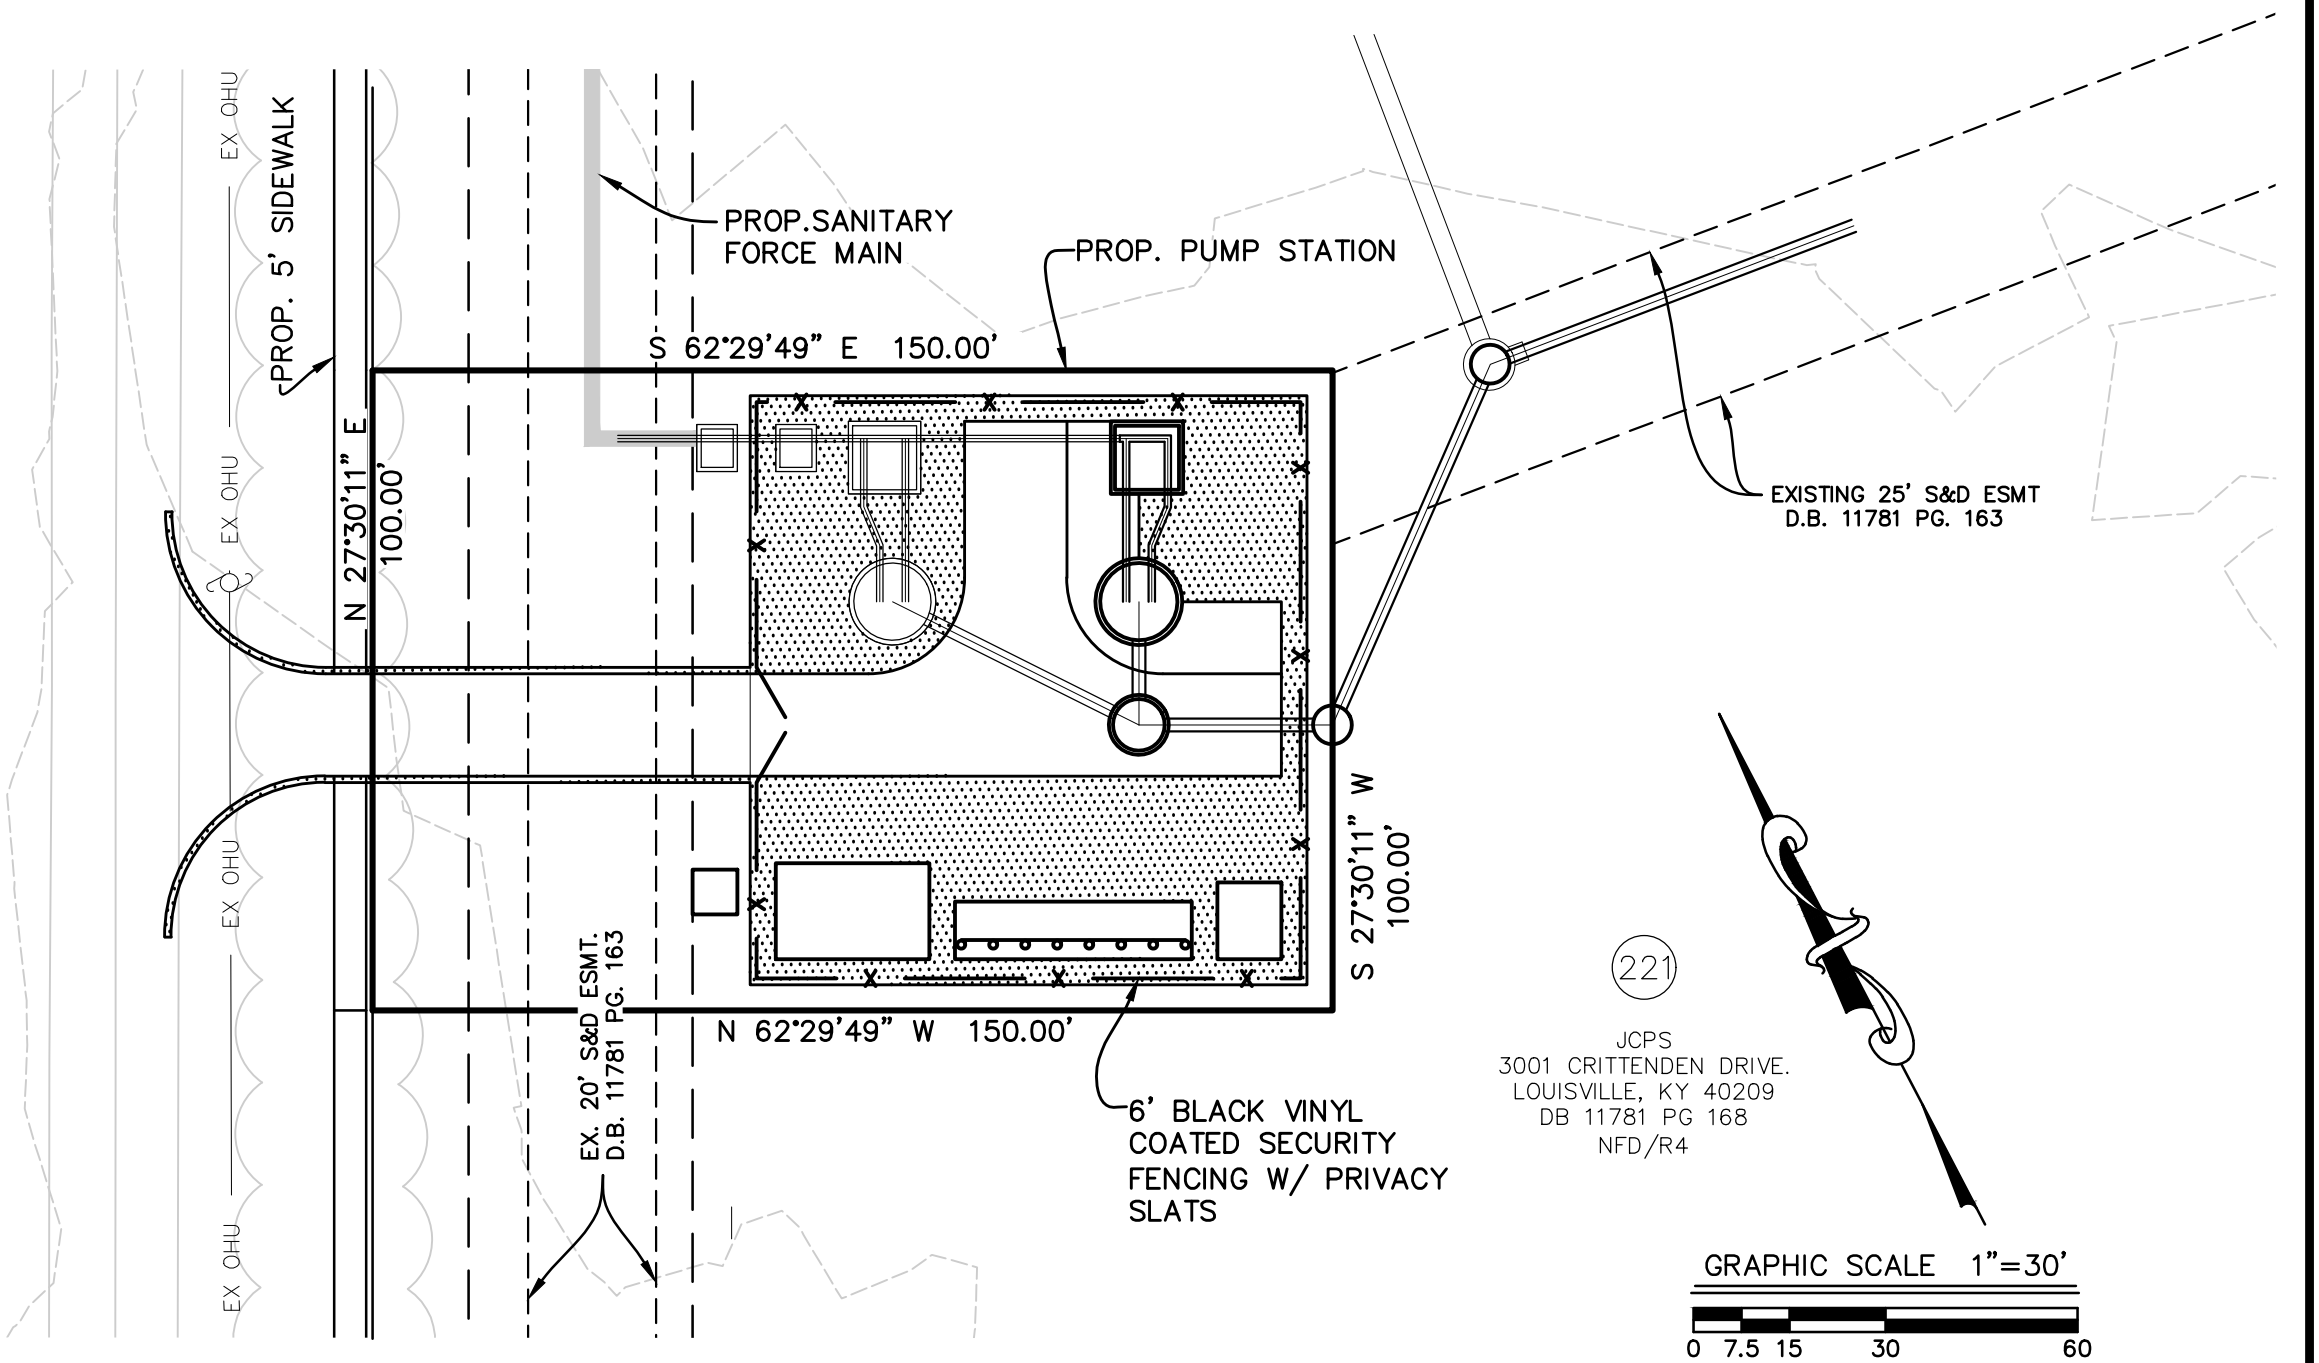 EX OHU
PROP. 5' SIDEWALK
PROP.SANITARY
FORCE MAIN
PROP. PUMP STATION
S 62°29'49" E 150.00'
N 27°30'11" E
100.00'
EX OHU
EXISTING 25' S&D ESMT
D.B. 11781 PG. 163
S 27°30'11" W
100.00'
EX OHU
EX. 20' S&D ESMT.
D.B. 11781 PG. 163
N 62°29'49" W 150.00'
221
JCPS
3001 CRITTENDEN DRIVE.
LOUISVILLE, KY 40209
DB 11781 PG 168
NFD/R4
6' BLACK VINYL
COATED SECURITY
FENCING W/ PRIVACY
SLATS
EX OHU
GRAPHIC SCALE 1"=30'
0 7.5 15 30 60